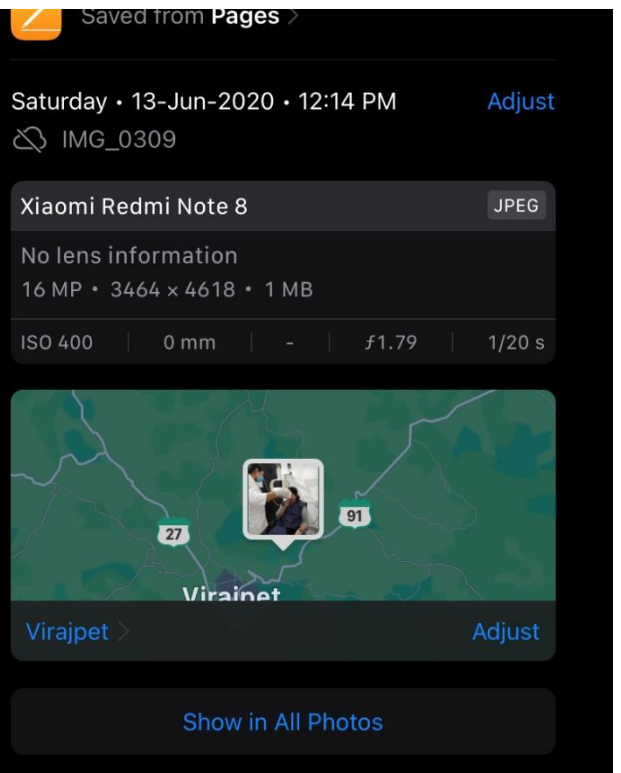 Saved from Pages >
Saturday • 13-Jun-2020 • 12:14 PM Adjust
IMG_0309
Xiaomi Redmi Note 8 JPEG
No lens information
16 MP • 3464 × 4618 • 1 MB
ISO 400 | 0 mm | - | ƒ1.79 | 1/20 s
27
91
Virajpet
Virajpet > Adjust
Show in All Photos